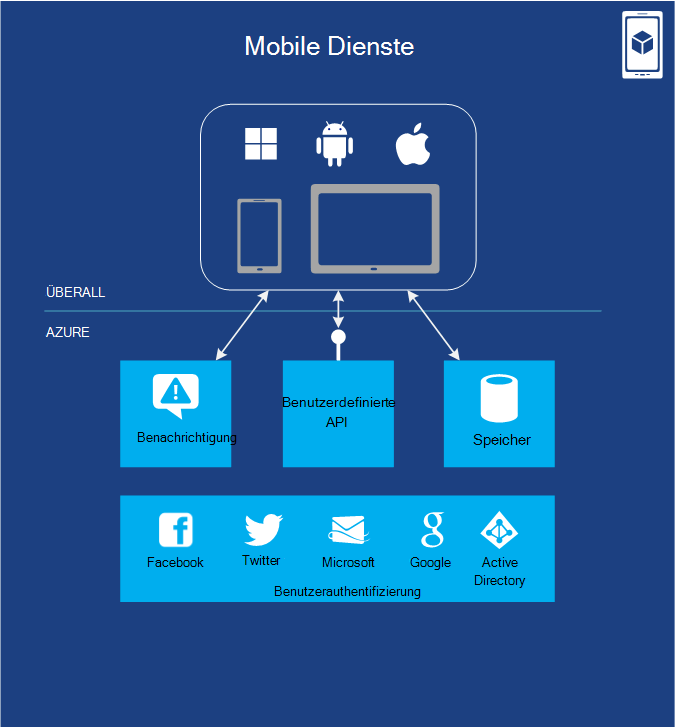 Mobile Dienste
ÜBERALL
AZURE
Benachrichtigung
Benutzerdefinierte
API
Speicher
Facebook
Twitter
Microsoft
Google
Active
Directory
Benutzerauthentifizierung